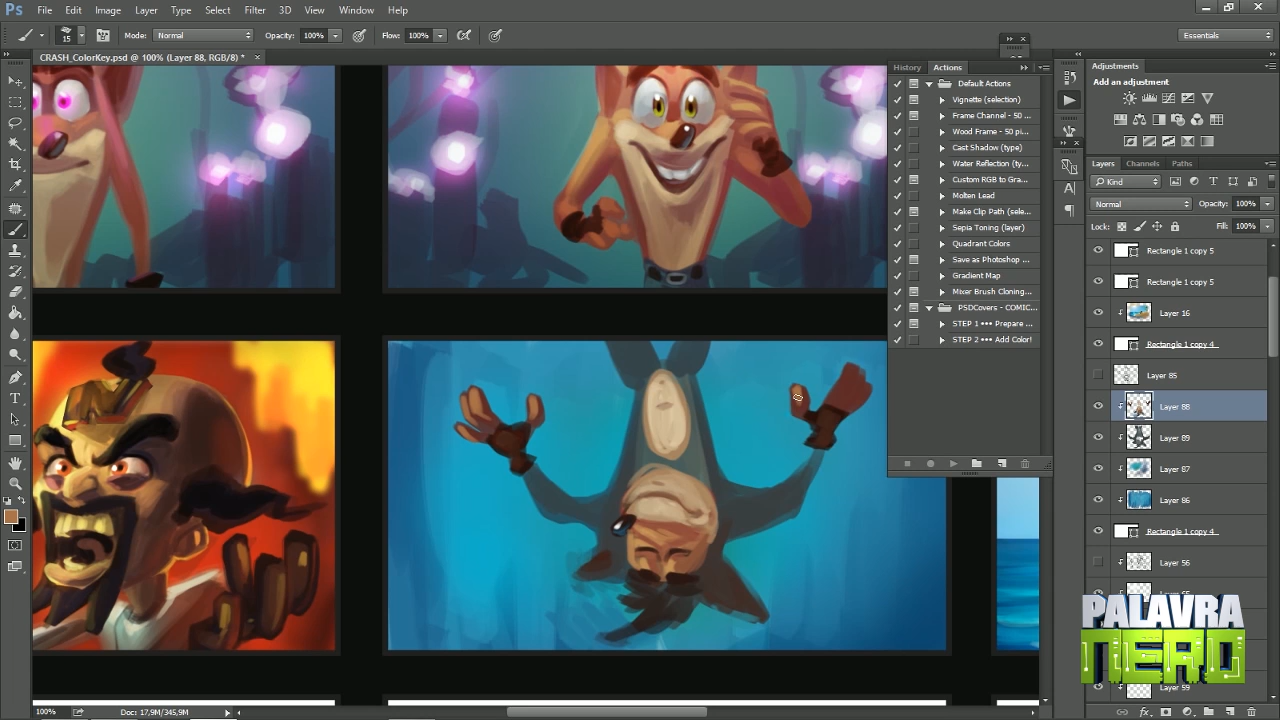 Ps File Edit Image Layer Type Select Filter 3D View Window Help
15 Mode: Normal Opacity: 100% Flow: 100% Essentials
CRASH_ColorKey.psd @ 100% (Layer 88, RGB/8) *
History Actions
Default Actions
Vignette (selection)
Frame Channel - 50 ...
Wood Frame - 50 pi...
Cast Shadow (type)
Water Reflection (ty...
Custom RGB to Gra...
Molten Lead
Make Clip Path (sele...
Sepia Toning (layer)
Quadrant Colors
Save as Photoshop ...
Gradient Map
Mixer Brush Cloning...
PSDCovers - COMIC...
STEP 1 ••• Prepare ...
STEP 2 ••• Add Color!
Adjustments
Add an adjustment
Layers Channels Paths
Kind
Normal Opacity: 100%
Lock: Fill: 100%
Rectangle 1 copy 5
Rectangle 1 copy 5
Layer 16
Rectangle 1 copy 4
Layer 85
Layer 88
Layer 89
Layer 87
Layer 86
Rectangle 1 copy 4
Layer 56
Layer 59
PALAVRA
NERD
100% Doc: 17,9M/345,9M